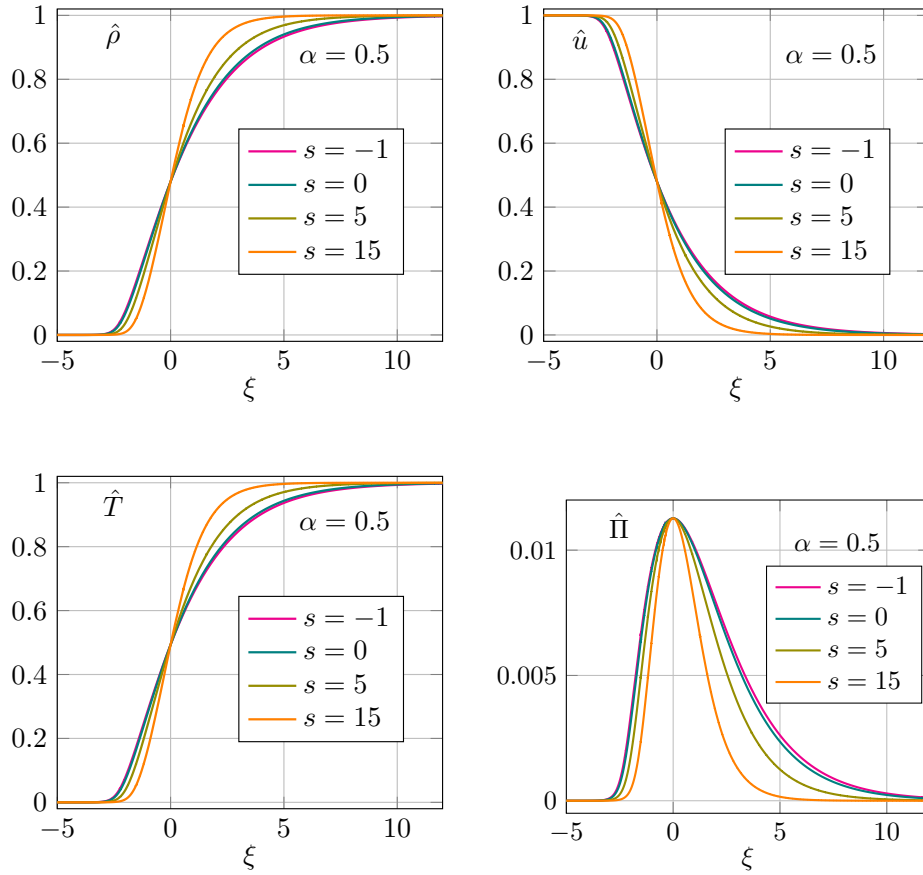 1
0.8
0.6
0.4
0.2
0
−5 0 5 10
ξ
ρ̂
α = 0.5
s = −1
s = 0
s = 5
s = 15
1
0.8
0.6
0.4
0.2
0
−5 0 5 10
ξ
û
α = 0.5
s = −1
s = 0
s = 5
s = 15
1
0.8
0.6
0.4
0.2
0
−5 0 5 10
ξ
T̂
α = 0.5
s = −1
s = 0
s = 5
s = 15
0.01
0.005
0
−5 0 5 10
ξ
Π̂
α = 0.5
s = −1
s = 0
s = 5
s = 15